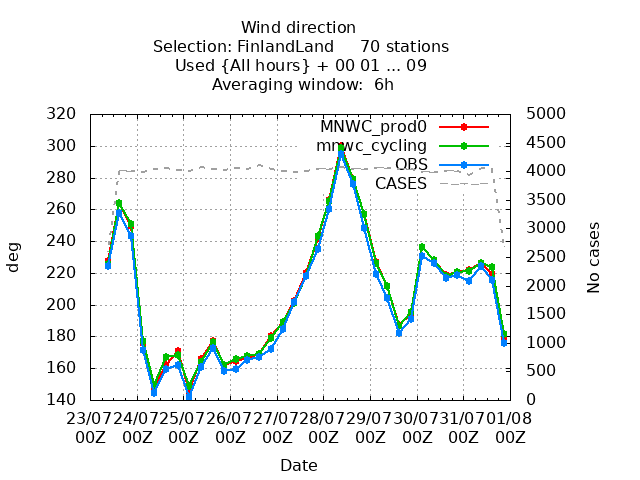 Wind direction
Selection: FinlandLand     70 stations
Used {All hours} + 00 01 ... 09
Averaging window:  6h
320 5000
300 4500
280 4000
260 3500
240 3000
220 2500
200 2000
180 1500
160 1000
140 500
0
MNWC_prod0
mnwc_cycling
OBS
CASES
deg
No cases
23/07 24/07 25/07 26/07 27/07 28/07 29/07 30/07 31/07 01/08
00Z 00Z 00Z 00Z 00Z 00Z 00Z 00Z 00Z 00Z
Date